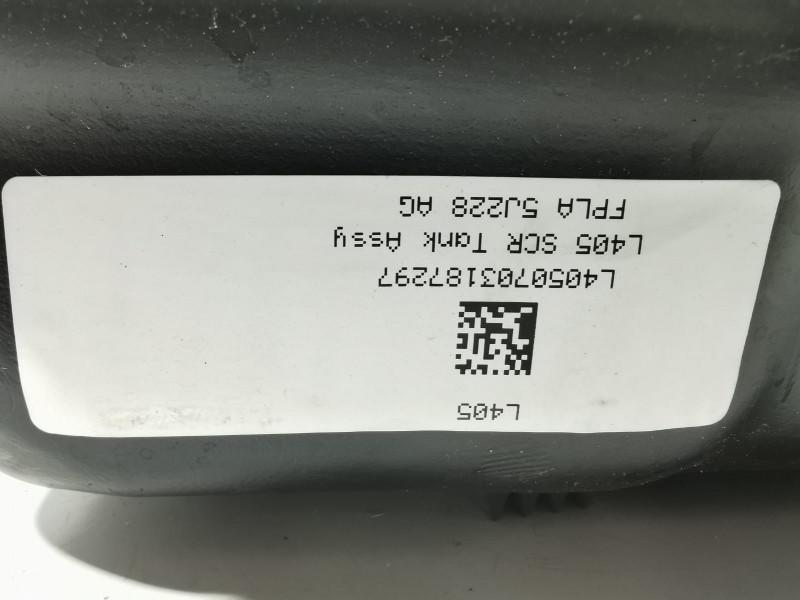 L405
L4050703187297
L405 SCR Tank Assy
FPLA 5J228 AG